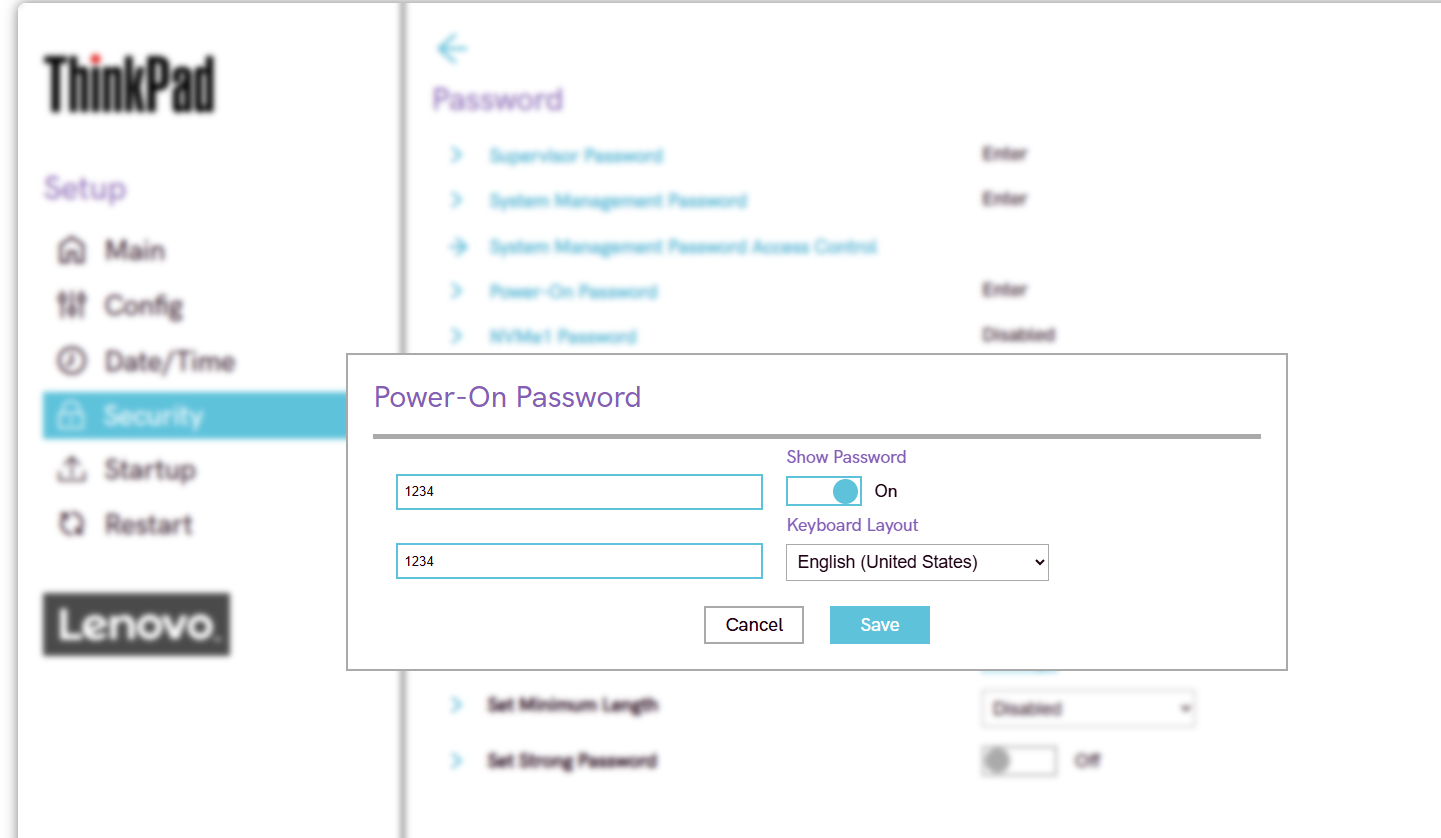 ThinkPad
Setup
Main
Config
Date/Time
Security
Startup
Restart
Lenovo.
Password
Supervisor Password Enter
System Management Password Enter
System Management Password Access Control
Power-On Password Enter
NVMe1 Password Disabled
Power-On Password
Show Password
1234 On
Keyboard Layout
1234 English (United States)
Cancel Save
Set Minimum Length Disabled
Set Strong Password Off